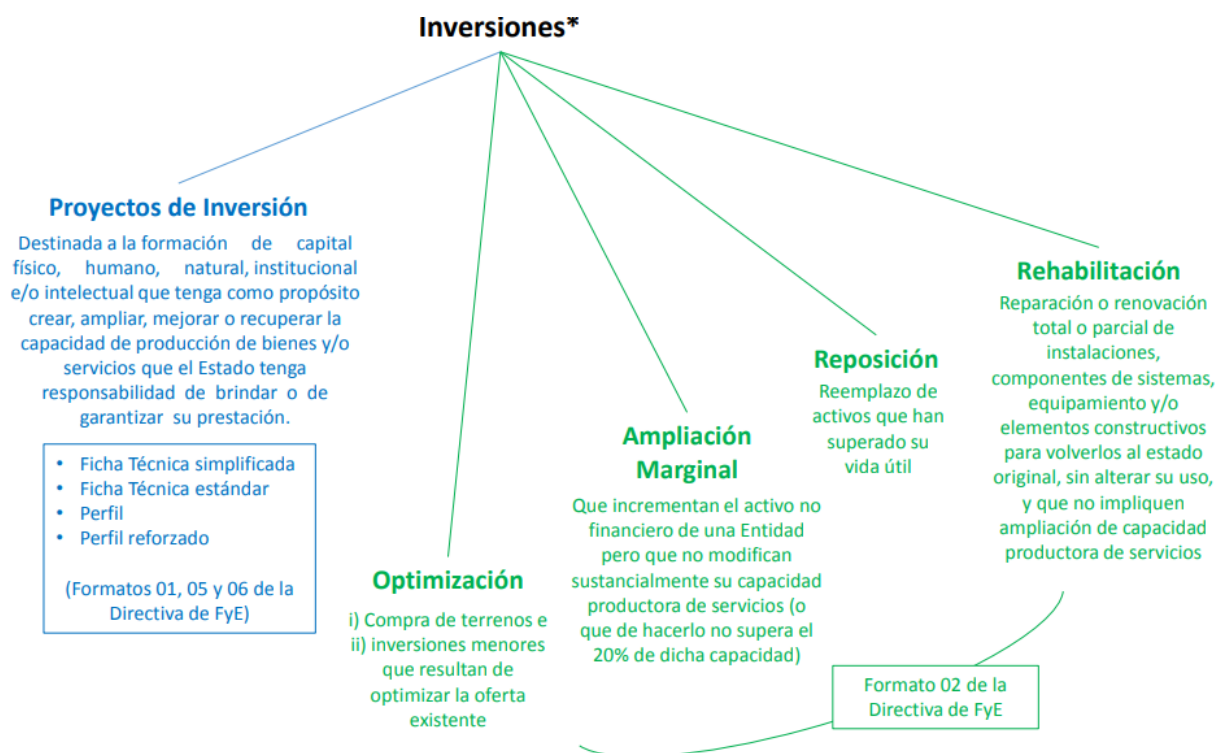 Inversiones*
Proyectos de Inversión
Destinada a la formación de capital
físico, humano, natural, institucional
e/o intelectual que tenga como propósito
crear, ampliar, mejorar o recuperar la
capacidad de producción de bienes y/o
servicios que el Estado tenga
responsabilidad de brindar o de
garantizar su prestación.
• Ficha Técnica simplificada
• Ficha Técnica estándar
• Perfil
• Perfil reforzado
(Formatos 01, 05 y 06 de la
Directiva de FyE)
Optimización
i) Compra de terrenos e
ii) inversiones menores
que resultan de
optimizar la oferta
existente
Ampliación
Marginal
Que incrementan el activo no
financiero de una Entidad
pero que no modifican
sustancialmente su capacidad
productora de servicios (o
que de hacerlo no supera el
20% de dicha capacidad)
Reposición
Reemplazo de
activos que han
superado su
vida útil
Rehabilitación
Reparación o renovación
total o parcial de
instalaciones,
componentes de sistemas,
equipamiento y/o
elementos constructivos
para volverlos al estado
original, sin alterar su uso,
y que no impliquen
ampliación de capacidad
productora de servicios
Formato 02 de la
Directiva de FyE